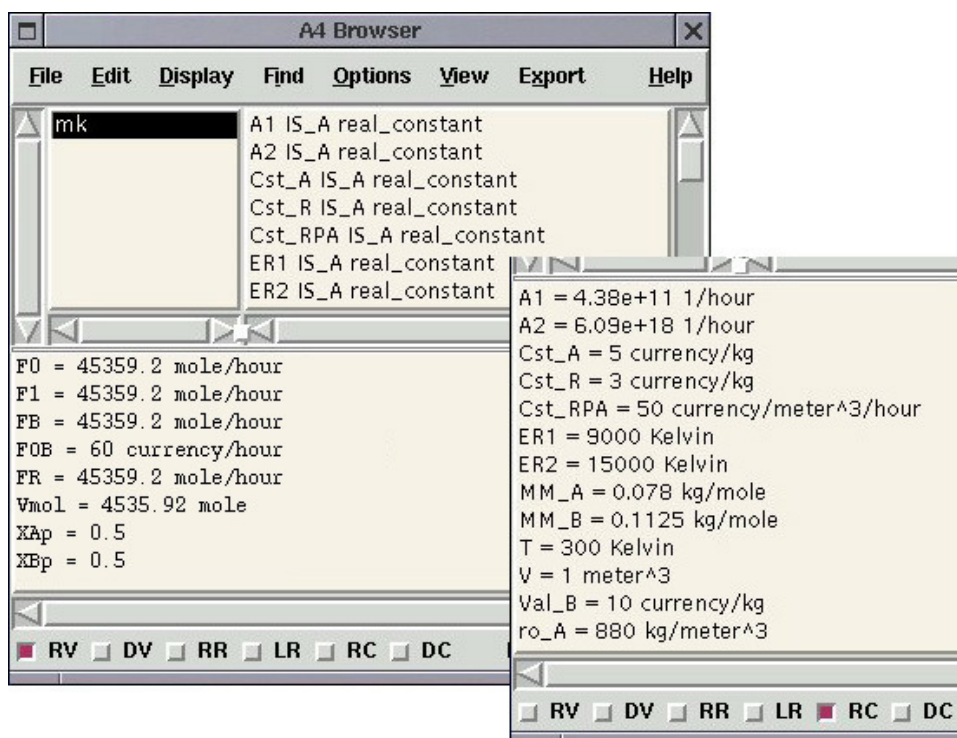 A4 Browser
File Edit Display Find Options View Export Help
mk
A1 IS_A real_constant
A2 IS_A real_constant
Cst_A IS_A real_constant
Cst_R IS_A real_constant
Cst_RPA IS_A real_constant
ER1 IS_A real_constant
ER2 IS_A real_constant
F0 = 45359.2 mole/hour
F1 = 45359.2 mole/hour
FB = 45359.2 mole/hour
FOB = 60 currency/hour
FR = 45359.2 mole/hour
Vmol = 4535.92 mole
XAp = 0.5
XBp = 0.5
RV DV RR LR RC DC
A1 = 4.38e+11 1/hour
A2 = 6.09e+18 1/hour
Cst_A = 5 currency/kg
Cst_R = 3 currency/kg
Cst_RPA = 50 currency/meter^3/hour
ER1 = 9000 Kelvin
ER2 = 15000 Kelvin
MM_A = 0.078 kg/mole
MM_B = 0.1125 kg/mole
T = 300 Kelvin
V = 1 meter^3
Val_B = 10 currency/kg
ro_A = 880 kg/meter^3
RV DV RR LR RC DC